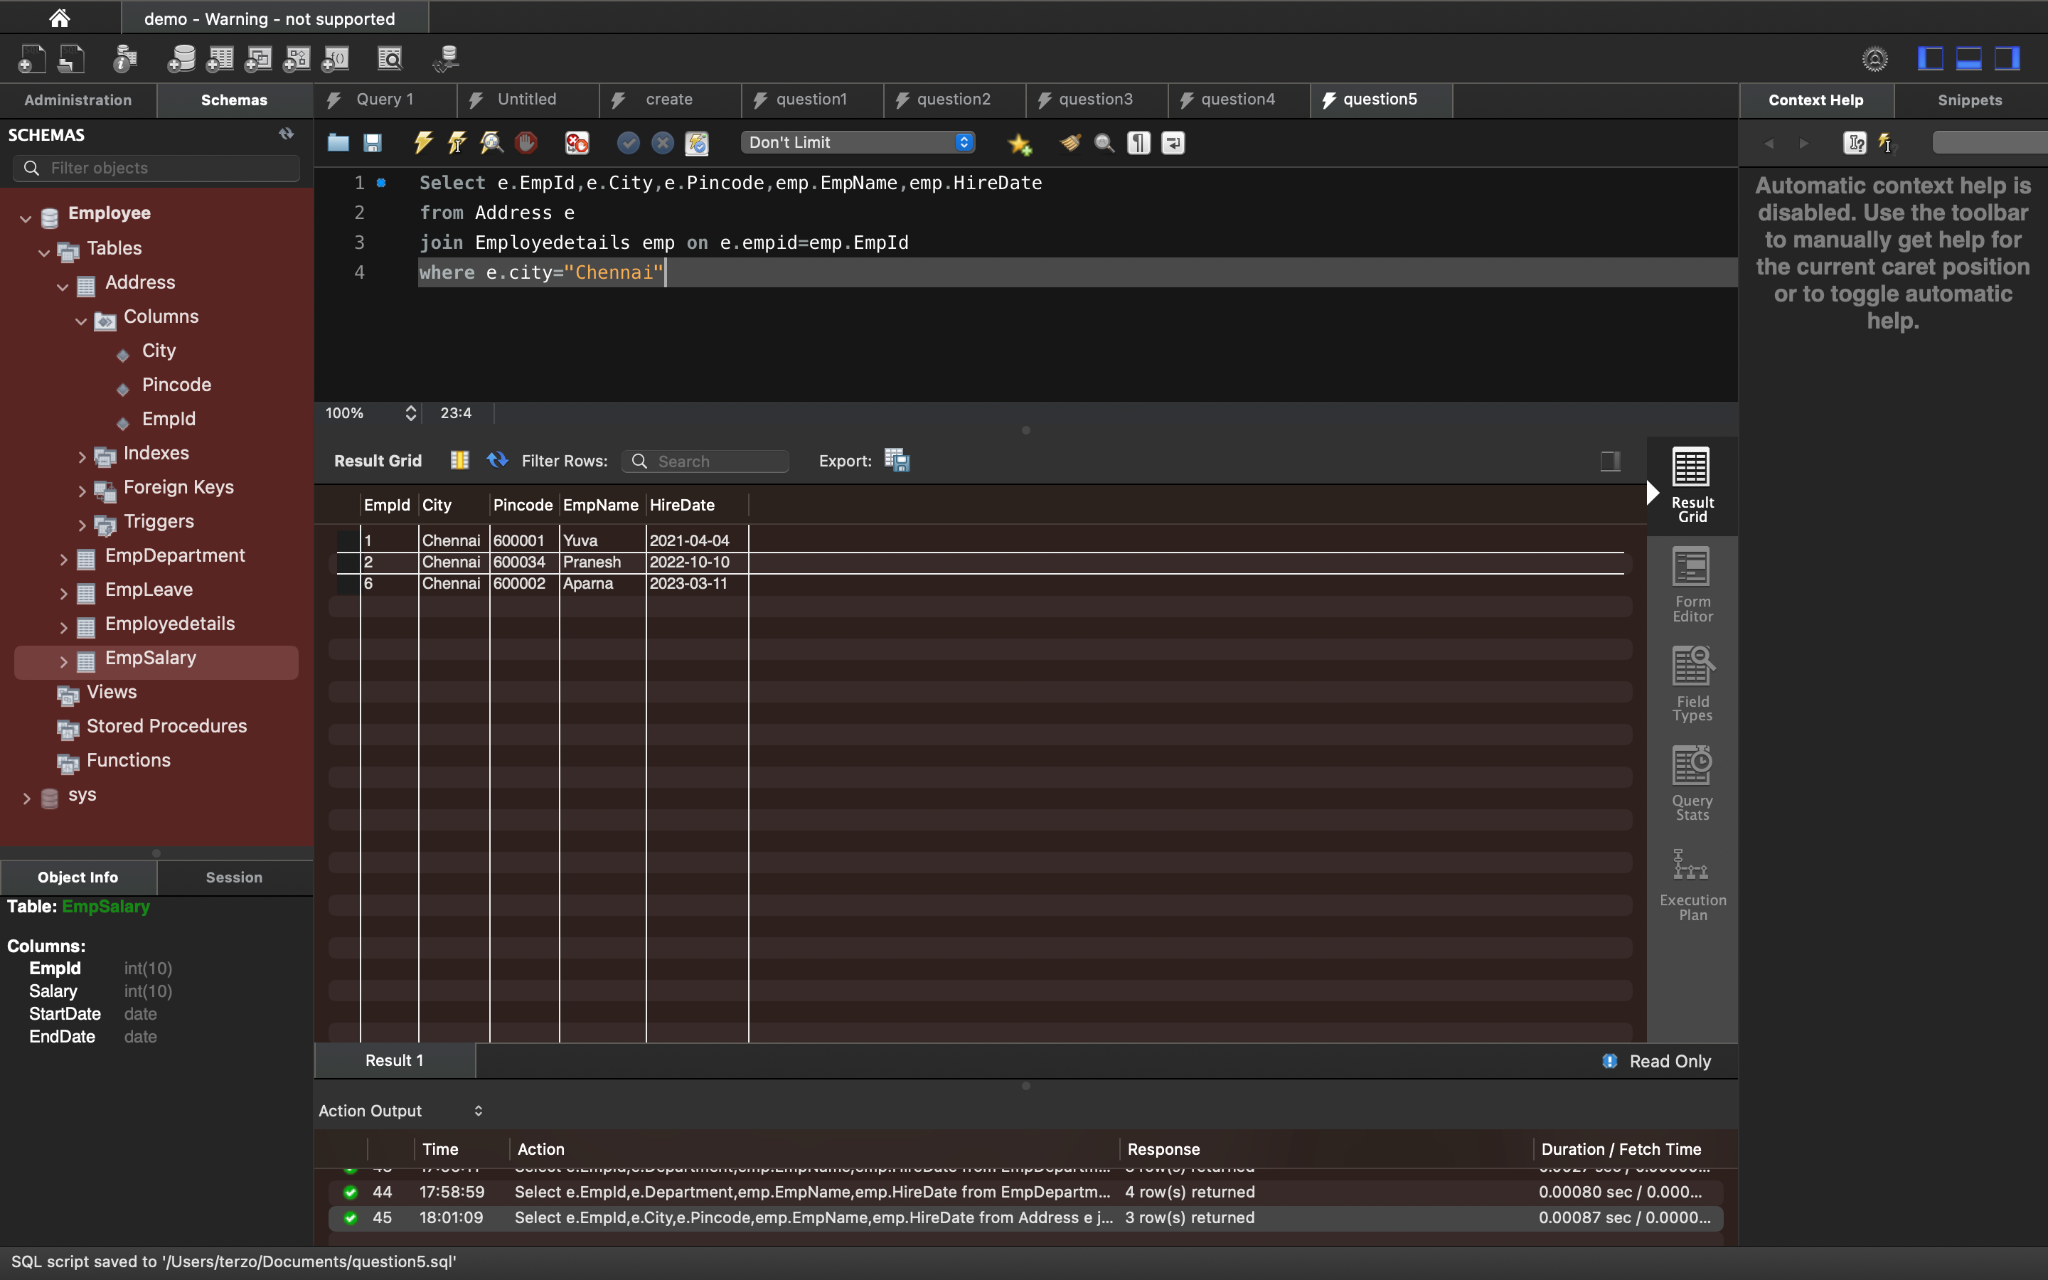 demo - Warning - not supported
Administration
Schemas
Query 1
Untitled
create
question1
question2
question3
question4
question5
Context Help
Snippets
SCHEMAS
Filter objects
Don't Limit
Employee
Tables
Address
Columns
City
Pincode
EmpId
Indexes
Foreign Keys
Triggers
EmpDepartment
EmpLeave
Employedetails
EmpSalary
Views
Stored Procedures
Functions
sys
1 Select e.EmpId,e.City,e.Pincode,emp.EmpName,emp.HireDate
2 from Address e
3 join Employedetails emp on e.empid=emp.EmpId
4 where e.city="Chennai"
Automatic context help is
disabled. Use the toolbar
to manually get help for
the current caret position
or to toggle automatic
help.
100%
23:4
Result Grid
Filter Rows:
Search
Export:
EmpId City Pincode EmpName HireDate
1 Chennai 600001 Yuva 2021-04-04
2 Chennai 600034 Pranesh 2022-10-10
6 Chennai 600002 Aparna 2023-03-11
Result
Grid
Form
Editor
Field
Types
Query
Stats
Execution
Plan
Object Info
Session
Table: EmpSalary
Columns:
EmpId int(10)
Salary int(10)
StartDate date
EndDate date
Result 1
Read Only
Action Output
Time Action Response Duration / Fetch Time
44 17:58:59 Select e.EmpId,e.Department,emp.EmpName,emp.HireDate from EmpDepartm... 4 row(s) returned 0.00080 sec / 0.000...
45 18:01:09 Select e.EmpId,e.City,e.Pincode,emp.EmpName,emp.HireDate from Address e j... 3 row(s) returned 0.00087 sec / 0.0000...
SQL script saved to '/Users/terzo/Documents/question5.sql'